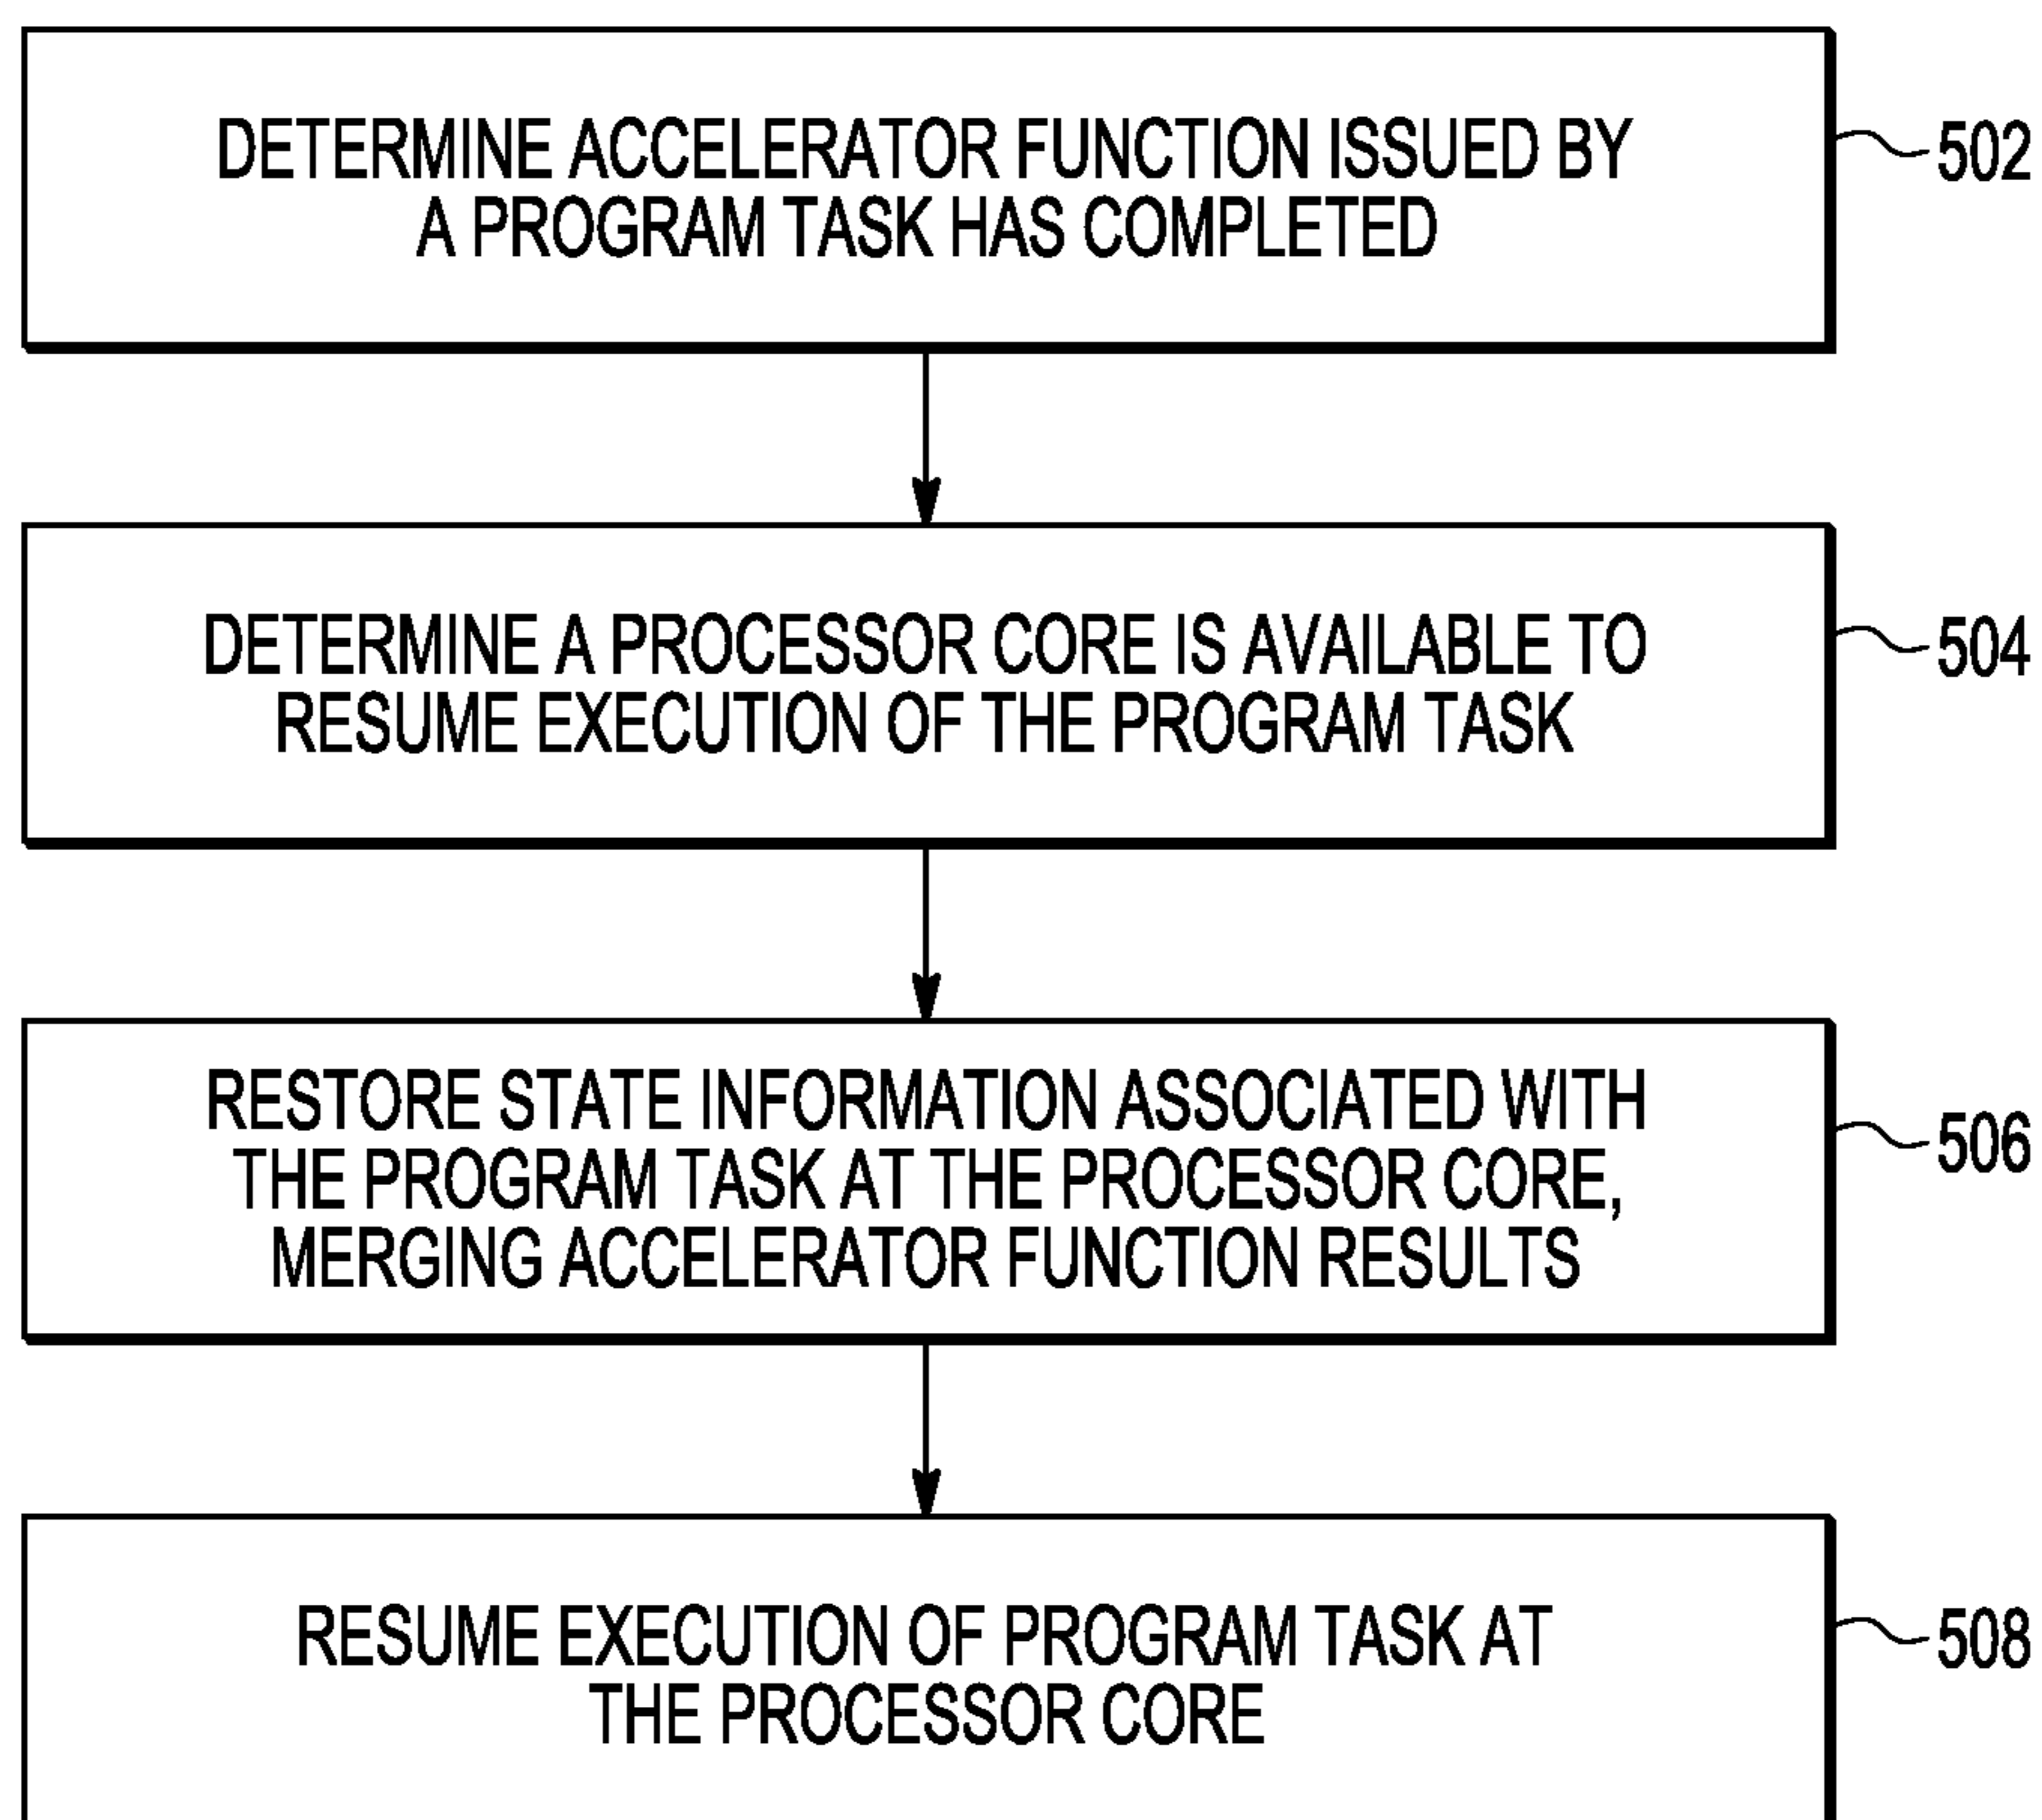 DETERMINE ACCELERATOR FUNCTION ISSUED BY
A PROGRAM TASK HAS COMPLETED
502
DETERMINE A PROCESSOR CORE IS AVAILABLE TO
RESUME EXECUTION OF THE PROGRAM TASK
504
RESTORE STATE INFORMATION ASSOCIATED WITH
THE PROGRAM TASK AT THE PROCESSOR CORE,
MERGING ACCELERATOR FUNCTION RESULTS
506
RESUME EXECUTION OF PROGRAM TASK AT
THE PROCESSOR CORE
508